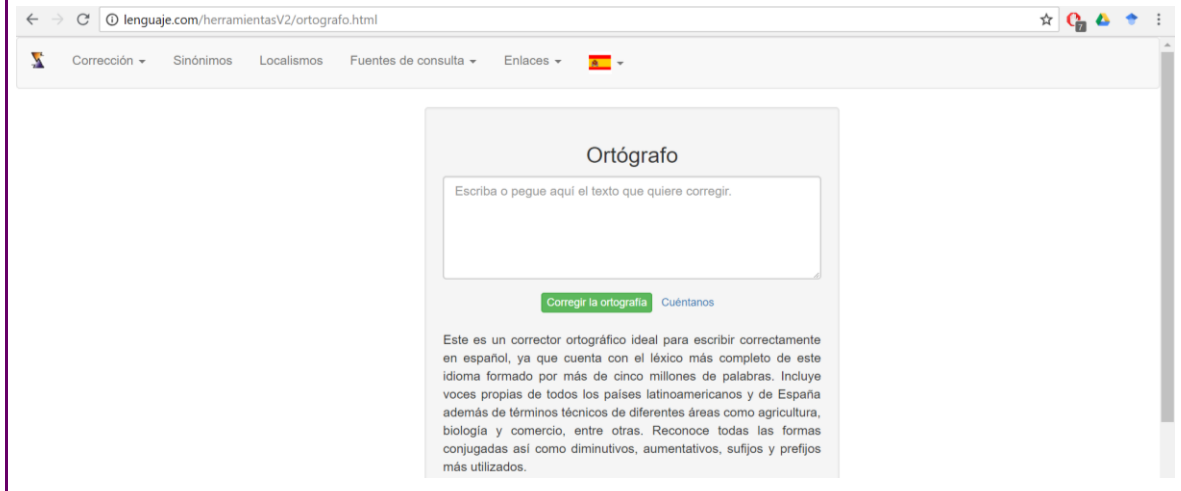 lenguaje.com/herramientasV2/ortografo.html
7
Corrección Sinónimos Localismos Fuentes de consulta Enlaces
Ortógrafo
Escriba o pegue aquí el texto que quiere corregir.
Corregir la ortografía Cuéntanos
Este es un corrector ortográfico ideal para escribir correctamente
en español, ya que cuenta con el léxico más completo de este
idioma formado por más de cinco millones de palabras. Incluye
voces propias de todos los países latinoamericanos y de España
además de términos técnicos de diferentes áreas como agricultura,
biología y comercio, entre otras. Reconoce todas las formas
conjugadas así como diminutivos, aumentativos, sufijos y prefijos
más utilizados.